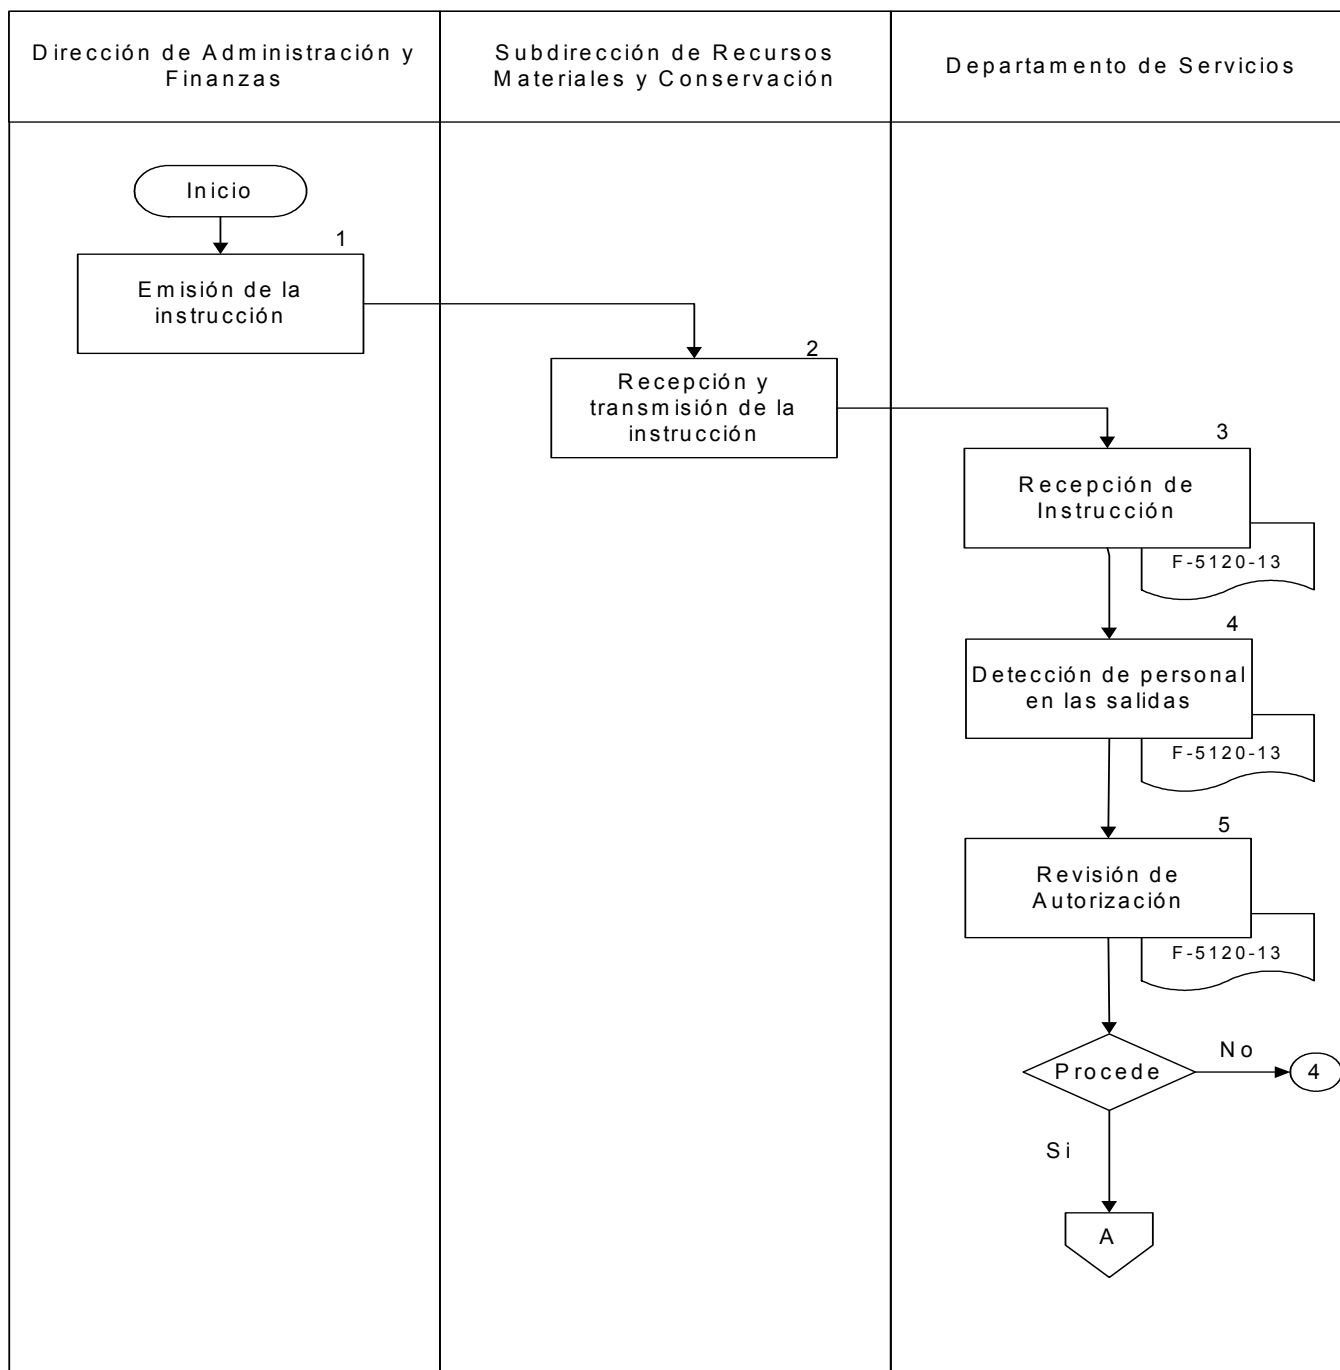 Dirección de Administración y
Finanzas
Subdirección de Recursos
Materiales y Conservación
Departamento de Servicios
Inicio
1
Emisión de la
instrucción
2
Recepción y
transmisión de la
instrucción
3
Recepción de
Instrucción
F-5120-13
4
Detección de personal
en las salidas
F-5120-13
5
Revisión de
Autorización
F-5120-13
Procede
No
4
Si
A